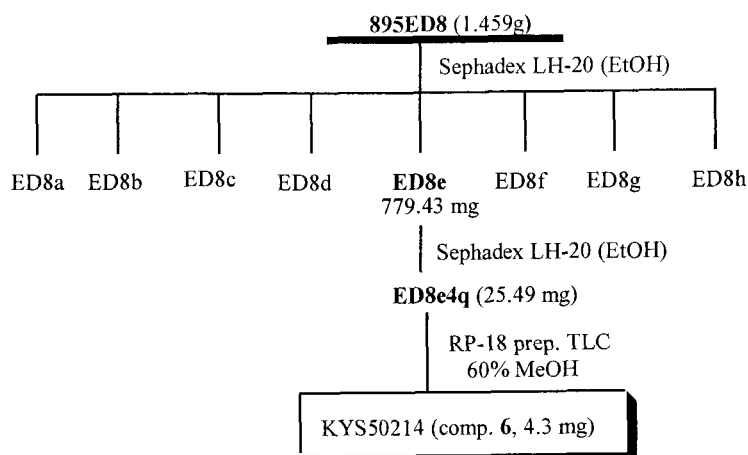 895ED8 (1.459g)
Sephadex LH-20 (EtOH)
ED8a ED8b ED8c ED8d ED8e ED8f ED8g ED8h
779.43 mg
Sephadex LH-20 (EtOH)
ED8e4q (25.49 mg)
RP-18 prep. TLC
60% MeOH
KYS50214 (comp. 6, 4.3 mg)